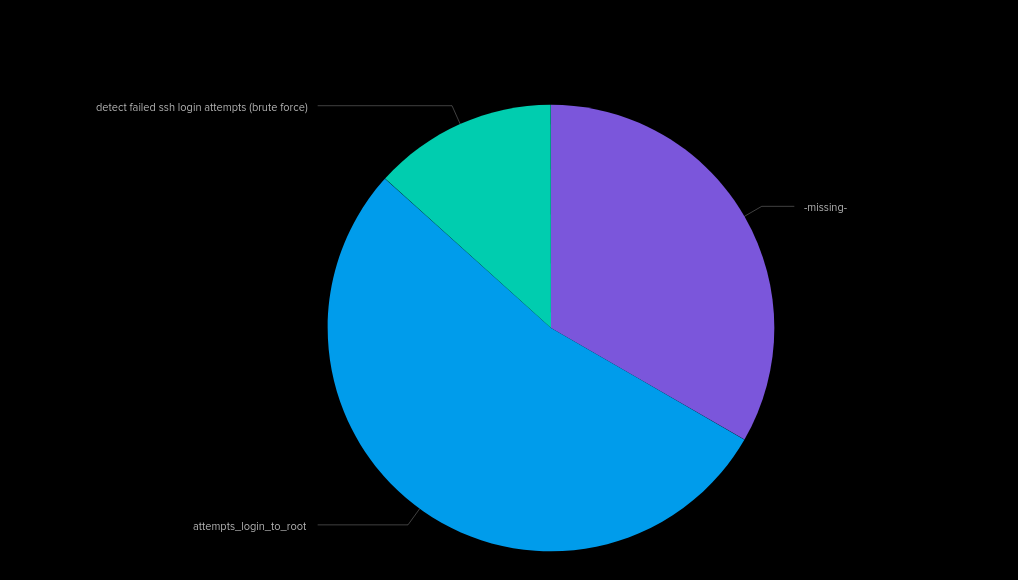 detect failed ssh login attempts (brute force)
-missing-
attempts_login_to_root